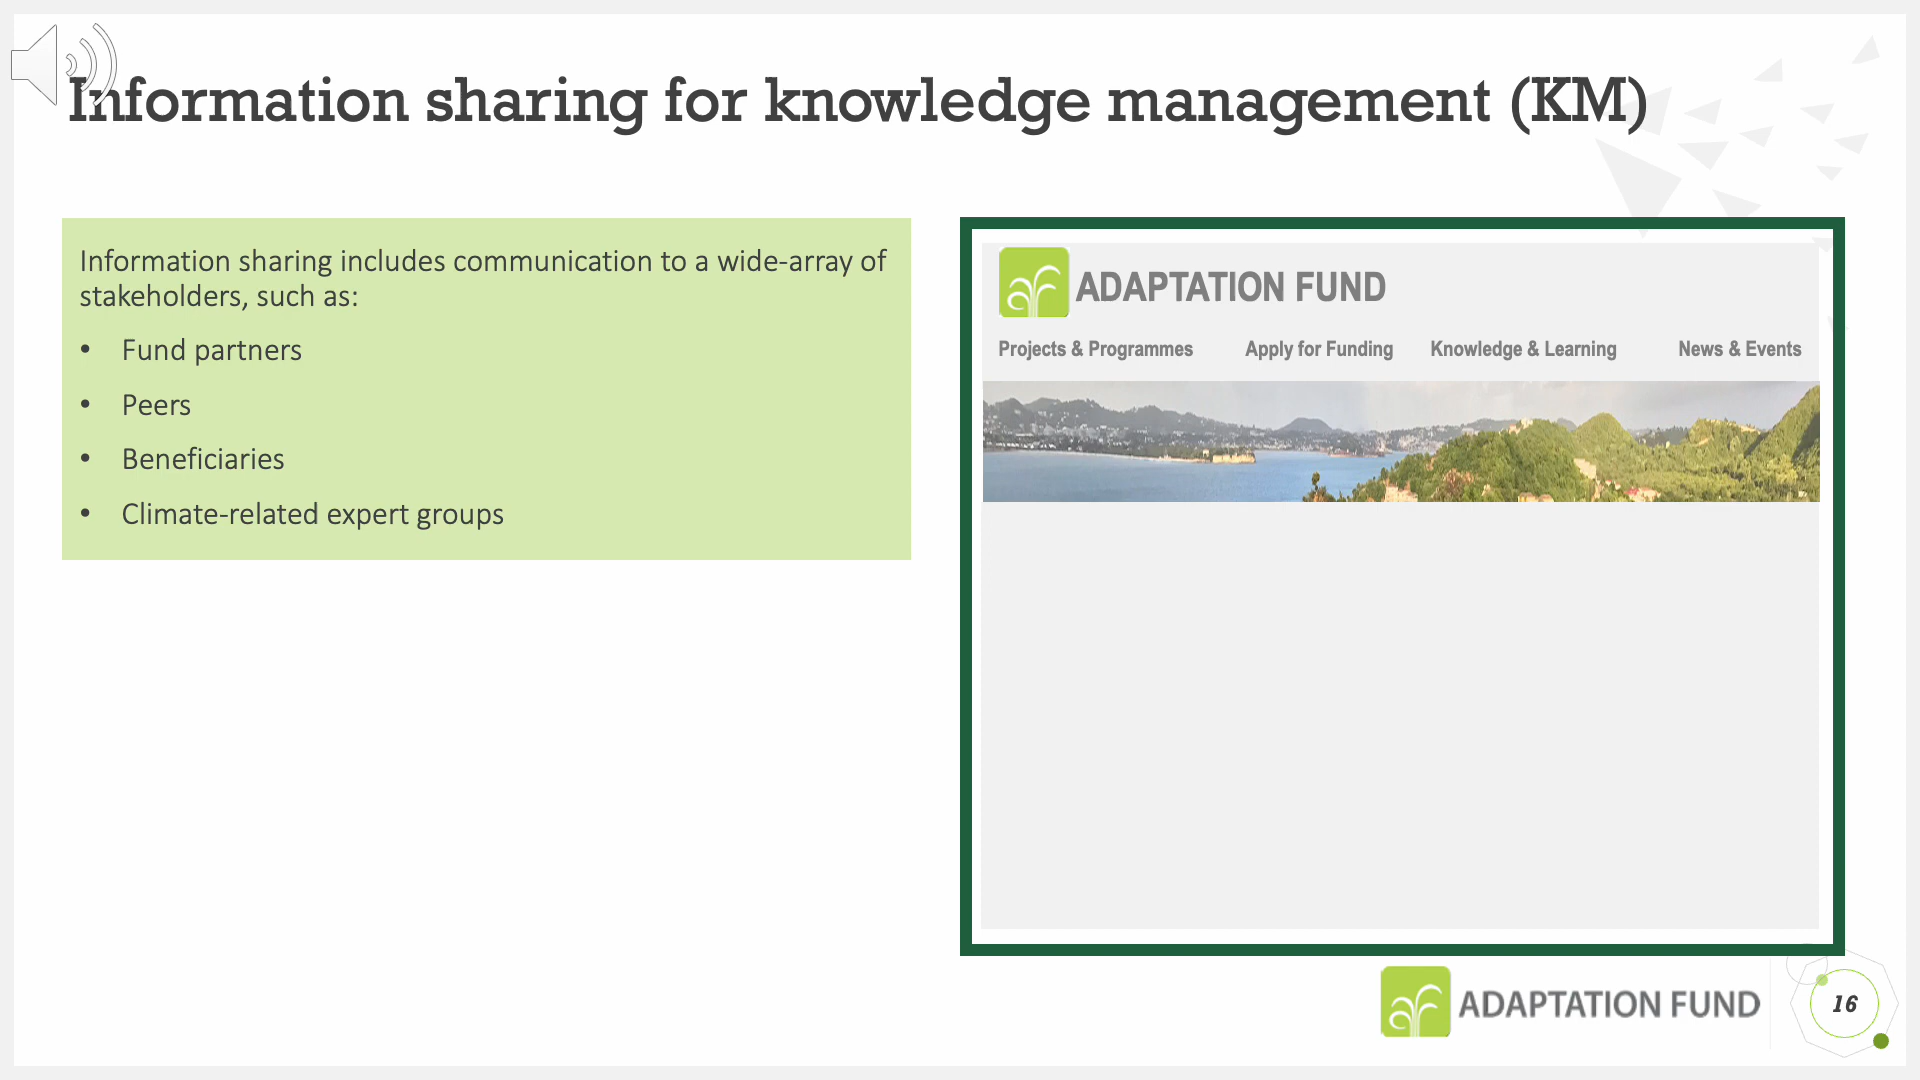 Information sharing for knowledge management (KM)
Information sharing includes communication to a wide-array of
stakeholders, such as:
• Fund partners
• Peers
• Beneficiaries
• Climate-related expert groups
ADAPTATION FUND
Projects & Programmes Apply for Funding Knowledge & Learning News & Events
ADAPTATION FUND
16